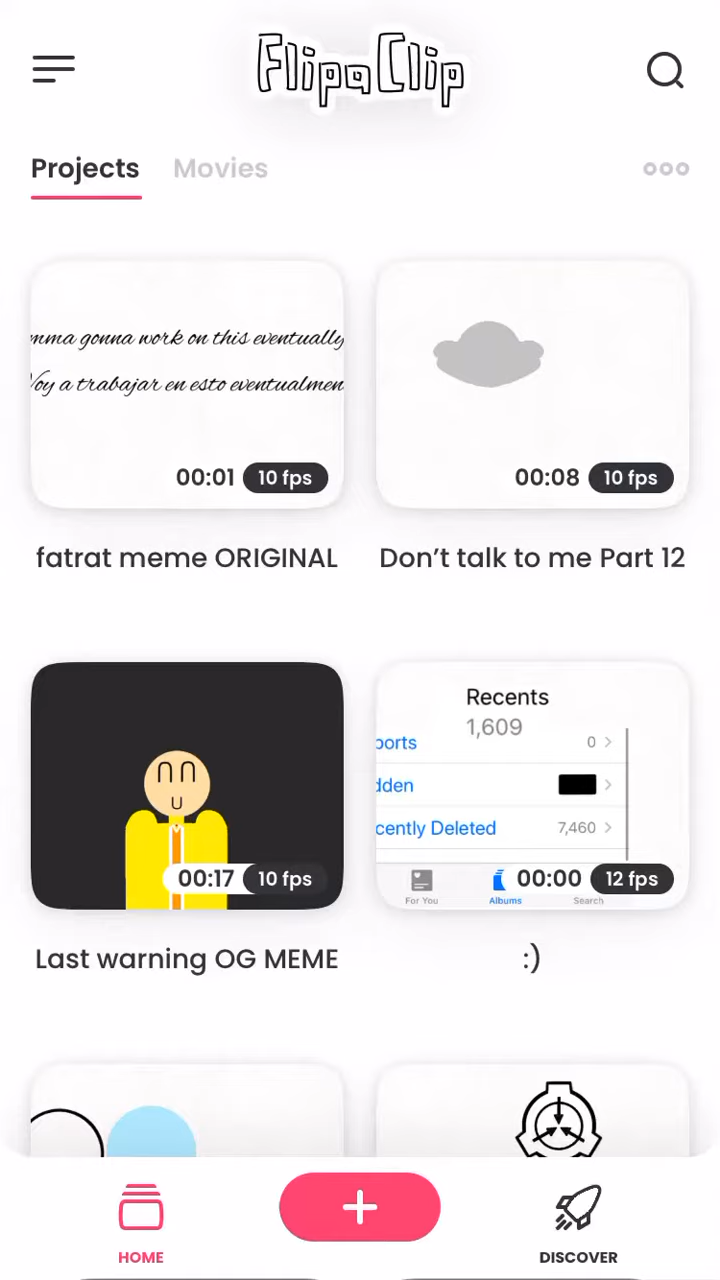 FlipaClip
Projects Movies
mma gonna work on this eventually
Voy a trabajar en esto eventualmen
00:01 10 fps
00:08 10 fps
fatrat meme ORIGINAL
Don’t talk to me Part 12
00:17 10 fps
Recents
1,609
ports 0
dden
cently Deleted 7,460
For You Albums Search
00:00 12 fps
Last warning OG MEME
:)
HOME
DISCOVER